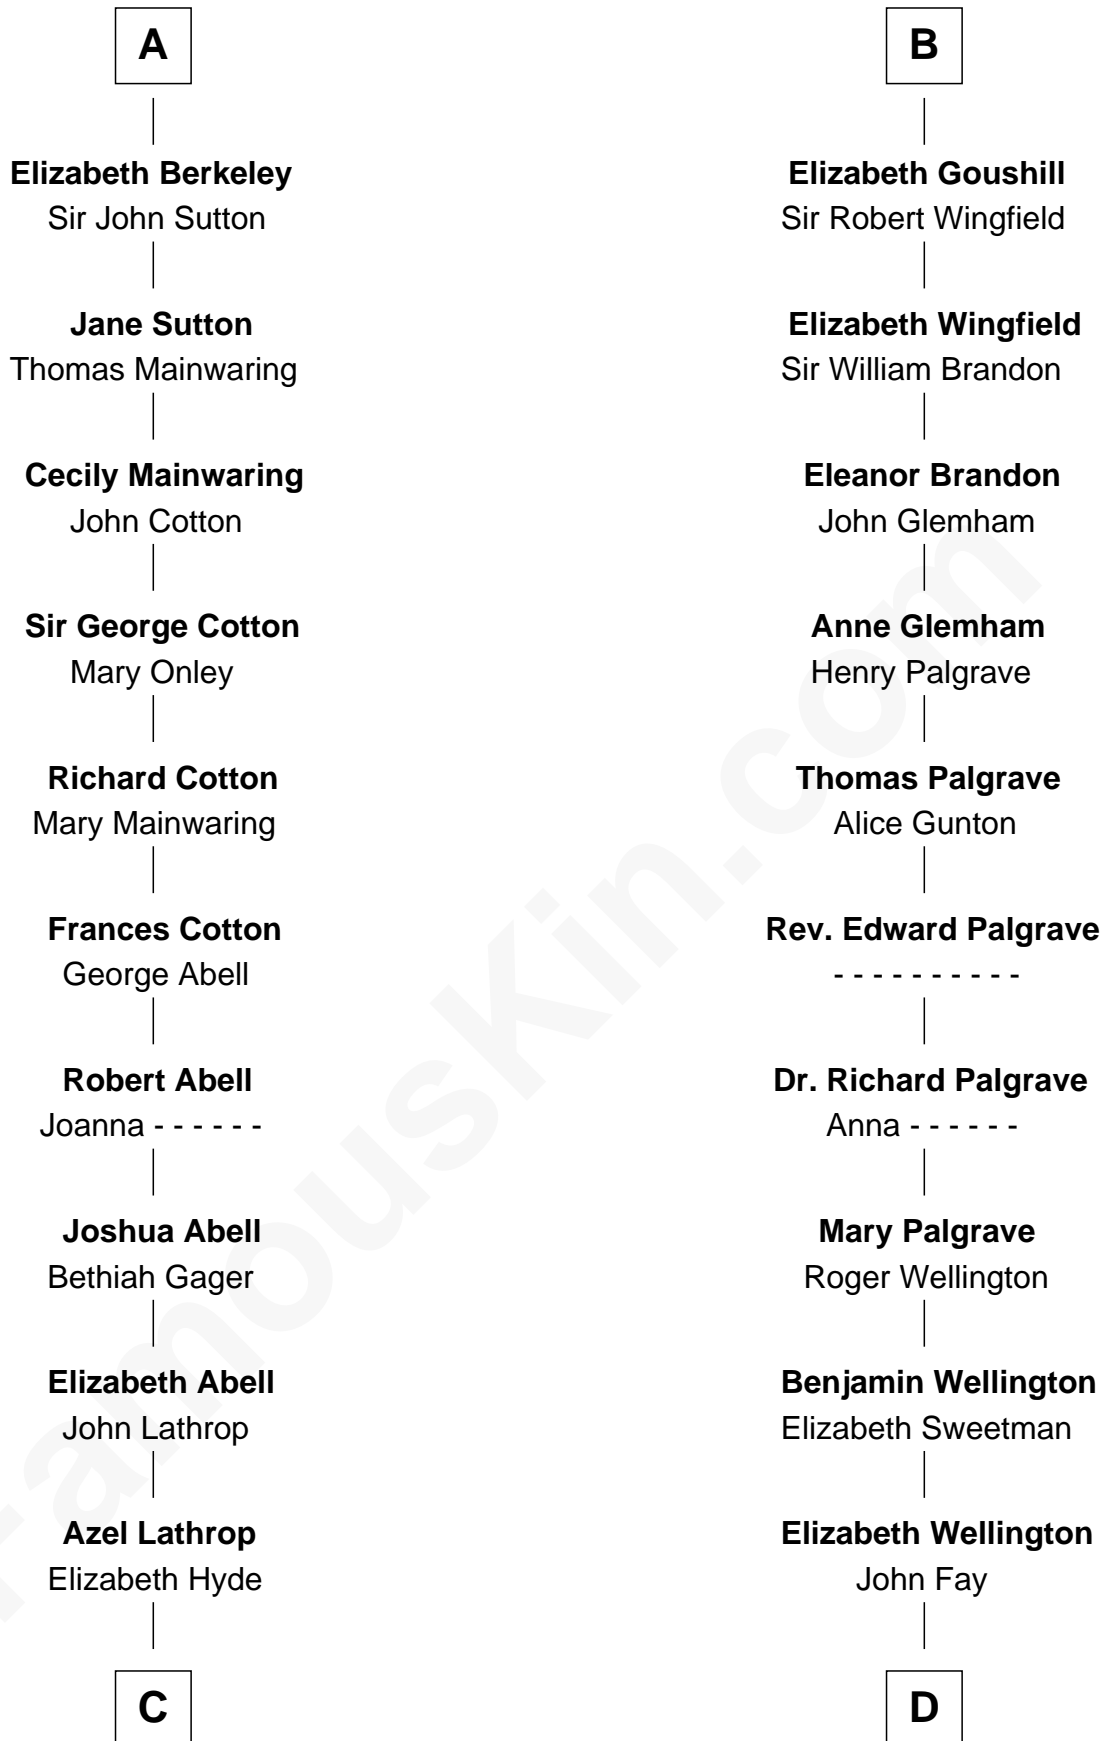 A
Elizabeth Berkeley
Sir John Sutton
Jane Sutton
Thomas Mainwaring
Cecily Mainwaring
John Cotton
Sir George Cotton
Mary Onley
Richard Cotton
Mary Mainwaring
Frances Cotton
George Abell
Robert Abell
Joanna - - - - - -
Joshua Abell
Bethiah Gager
Elizabeth Abell
John Lathrop
Azel Lathrop
Elizabeth Hyde
C
B
Elizabeth Goushill
Sir Robert Wingfield
Elizabeth Wingfield
Sir William Brandon
Eleanor Brandon
John Glemham
Anne Glemham
Henry Palgrave
Thomas Palgrave
Alice Gunton
Rev. Edward Palgrave
- - - - - - - - - -
Dr. Richard Palgrave
Anna - - - - - -
Mary Palgrave
Roger Wellington
Benjamin Wellington
Elizabeth Sweetman
Elizabeth Wellington
John Fay
D
FamousKin.com